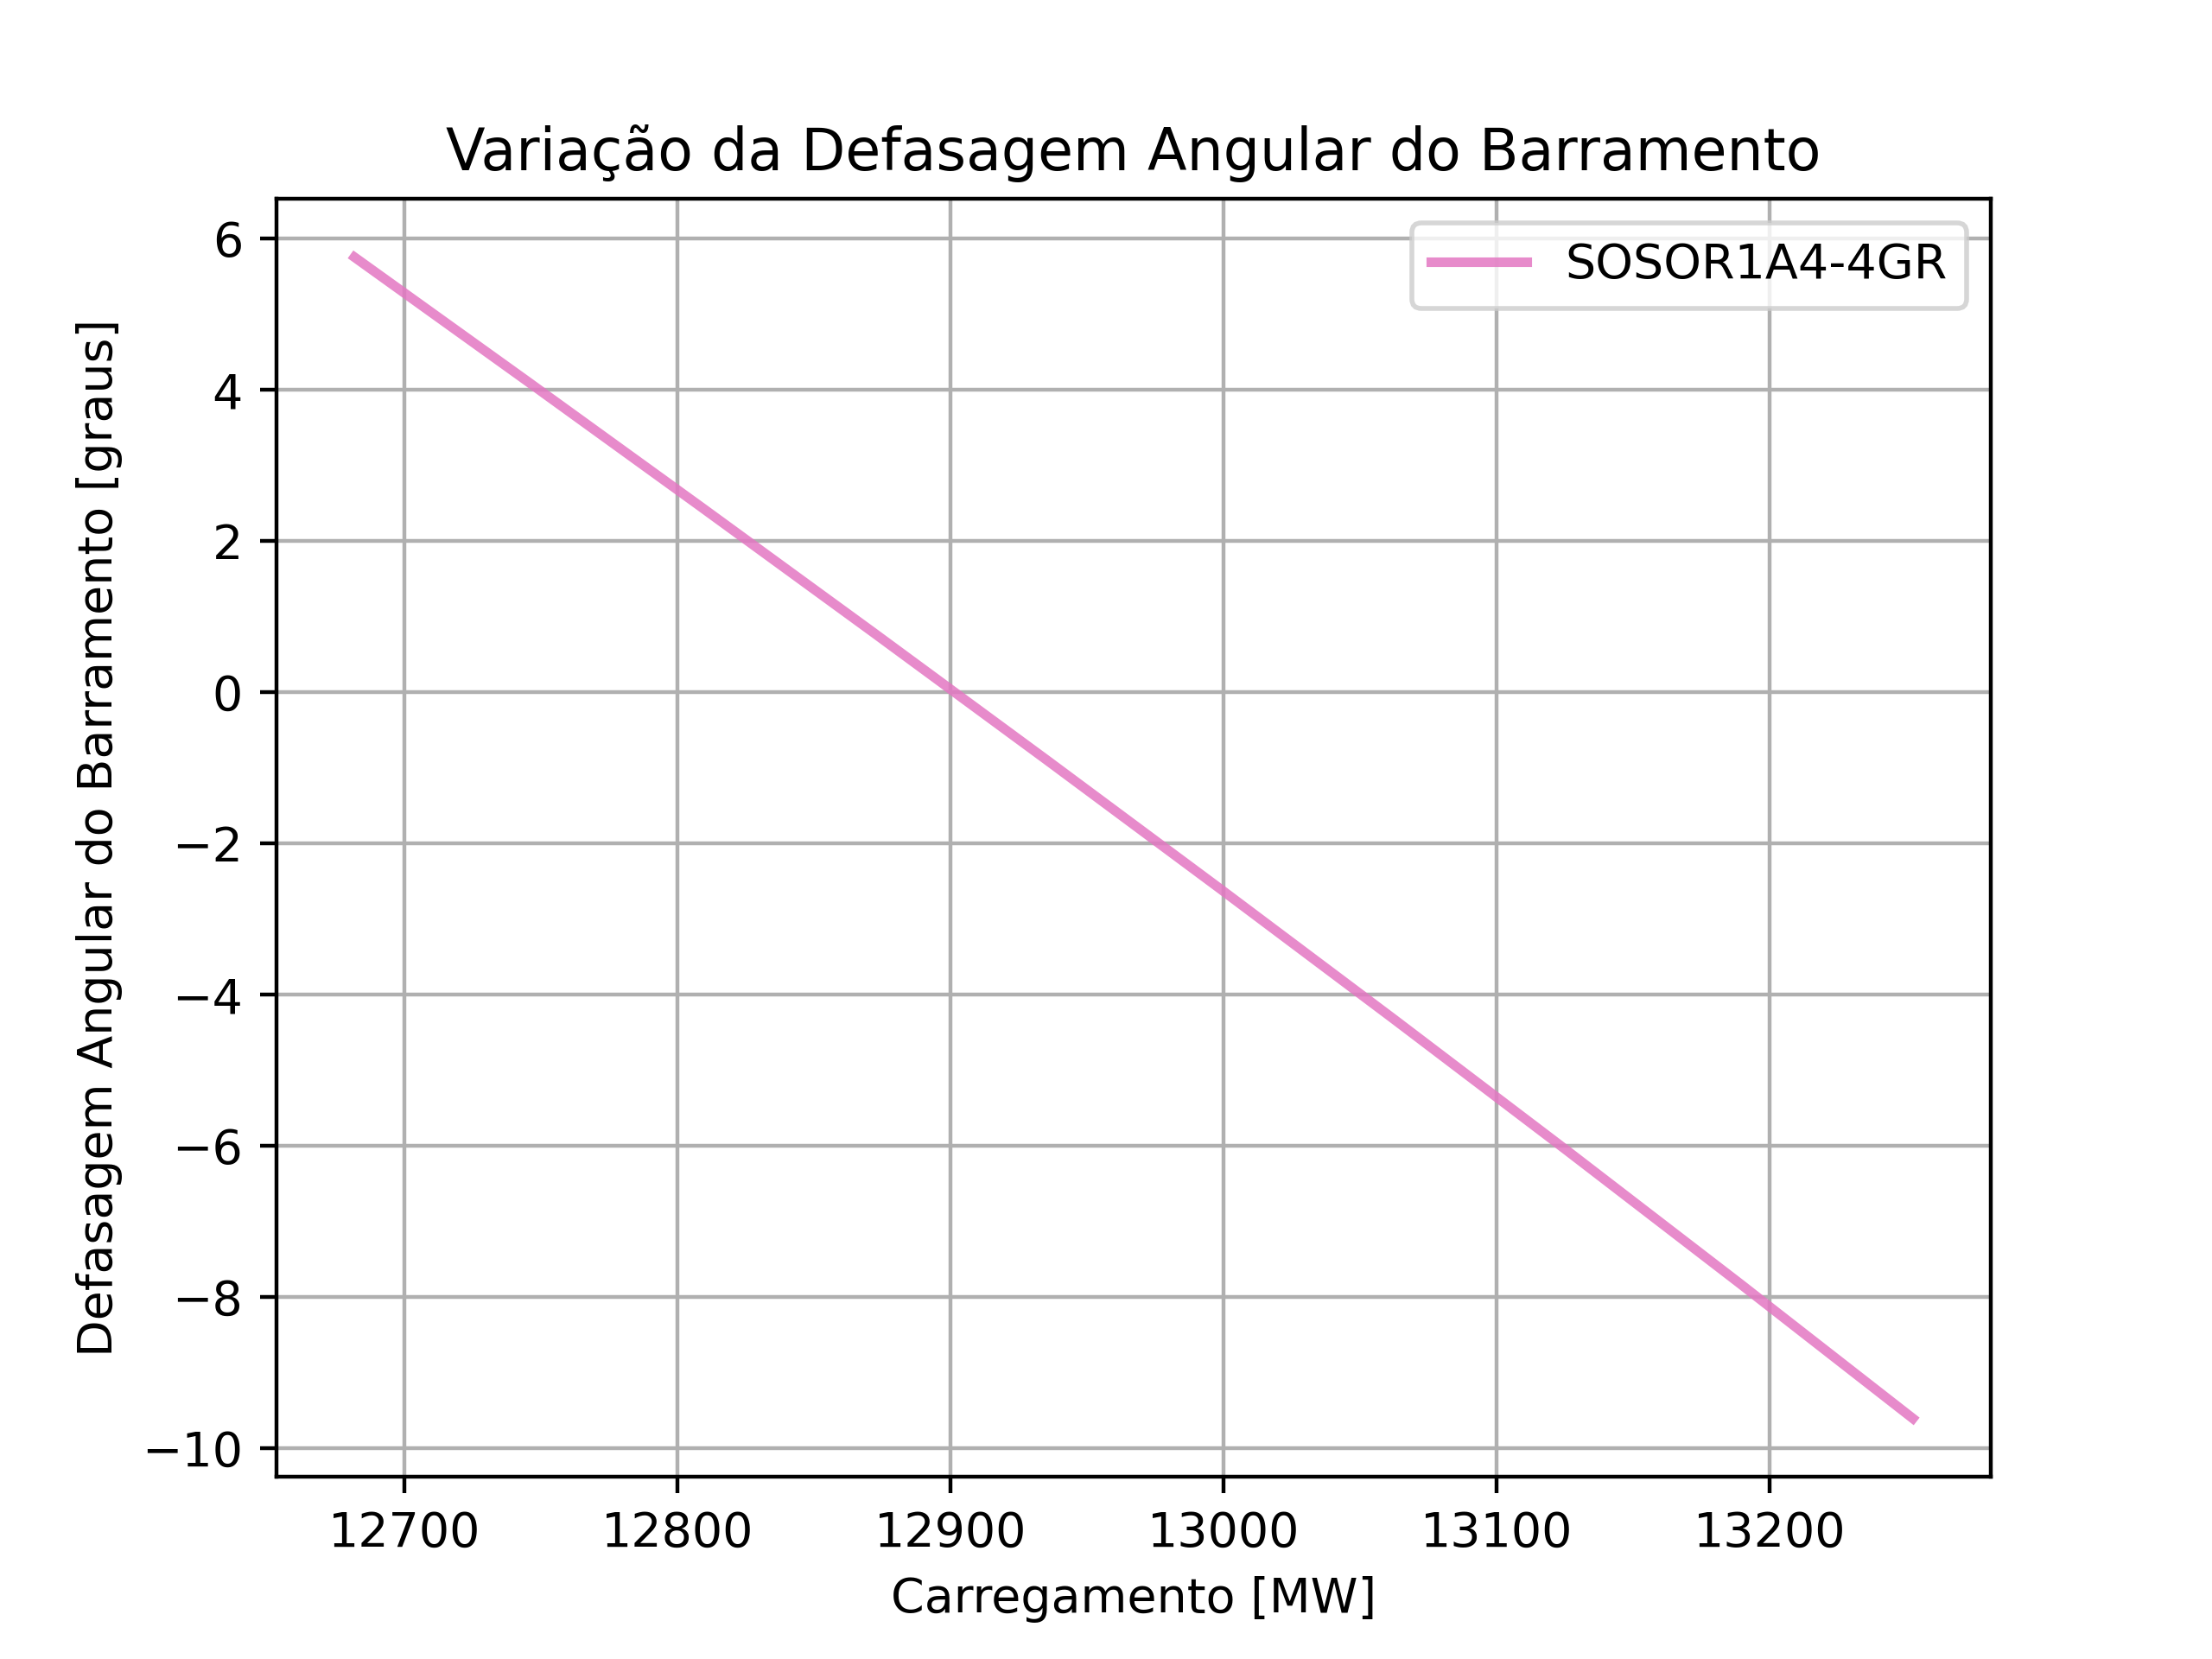 Variação da Defasagem Angular do Barramento
SOSOR1A4-4GR
Defasagem Angular do Barramento [graus]
6
4
2
0
−2
−4
−6
−8
−10
12700 12800 12900 13000 13100 13200
Carregamento [MW]